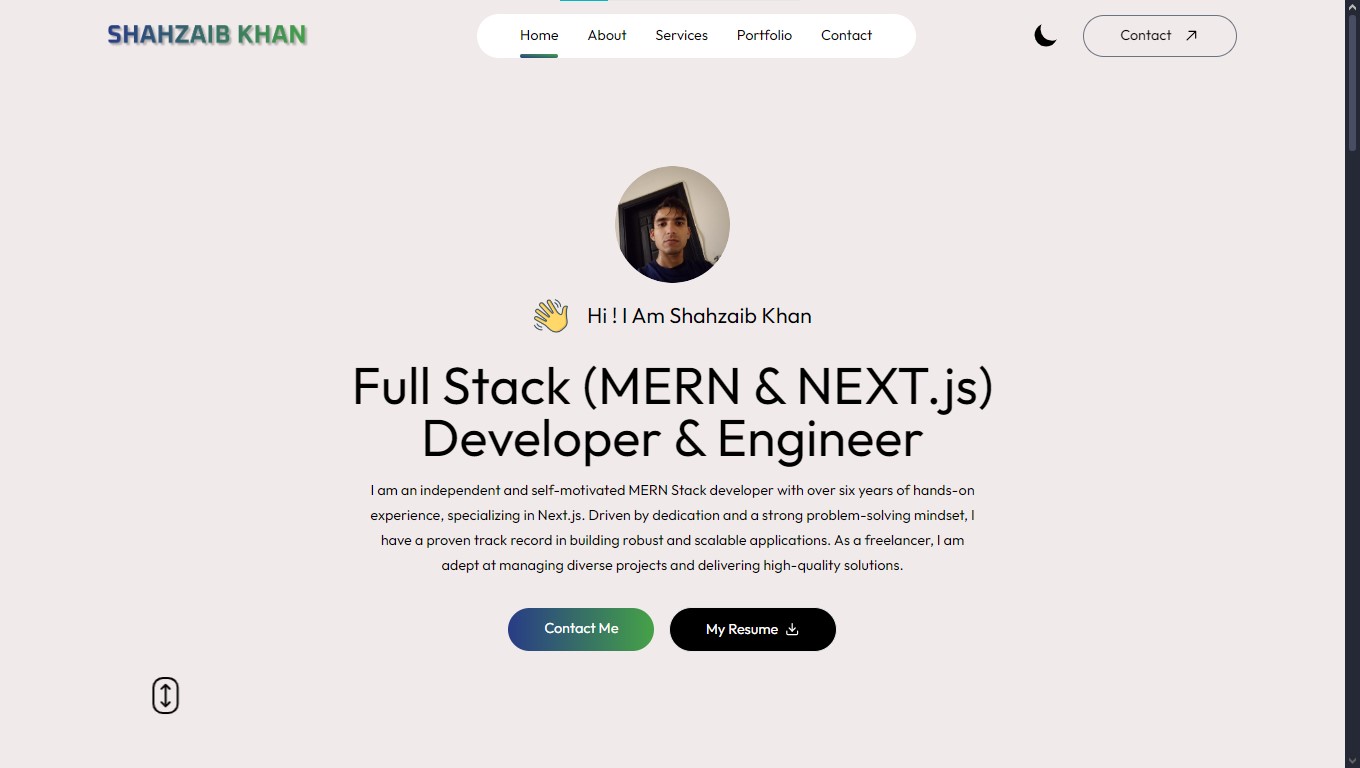 SHAHZAIB KHAN
Home About Services Portfolio Contact
Contact
Hi ! I Am Shahzaib Khan
Full Stack (MERN & NEXT.js)
Developer & Engineer
I am an independent and self-motivated MERN Stack developer with over six years of hands-on
experience, specializing in Next.js. Driven by dedication and a strong problem-solving mindset, I
have a proven track record in building robust and scalable applications. As a freelancer, I am
adept at managing diverse projects and delivering high-quality solutions.
Contact Me
My Resume